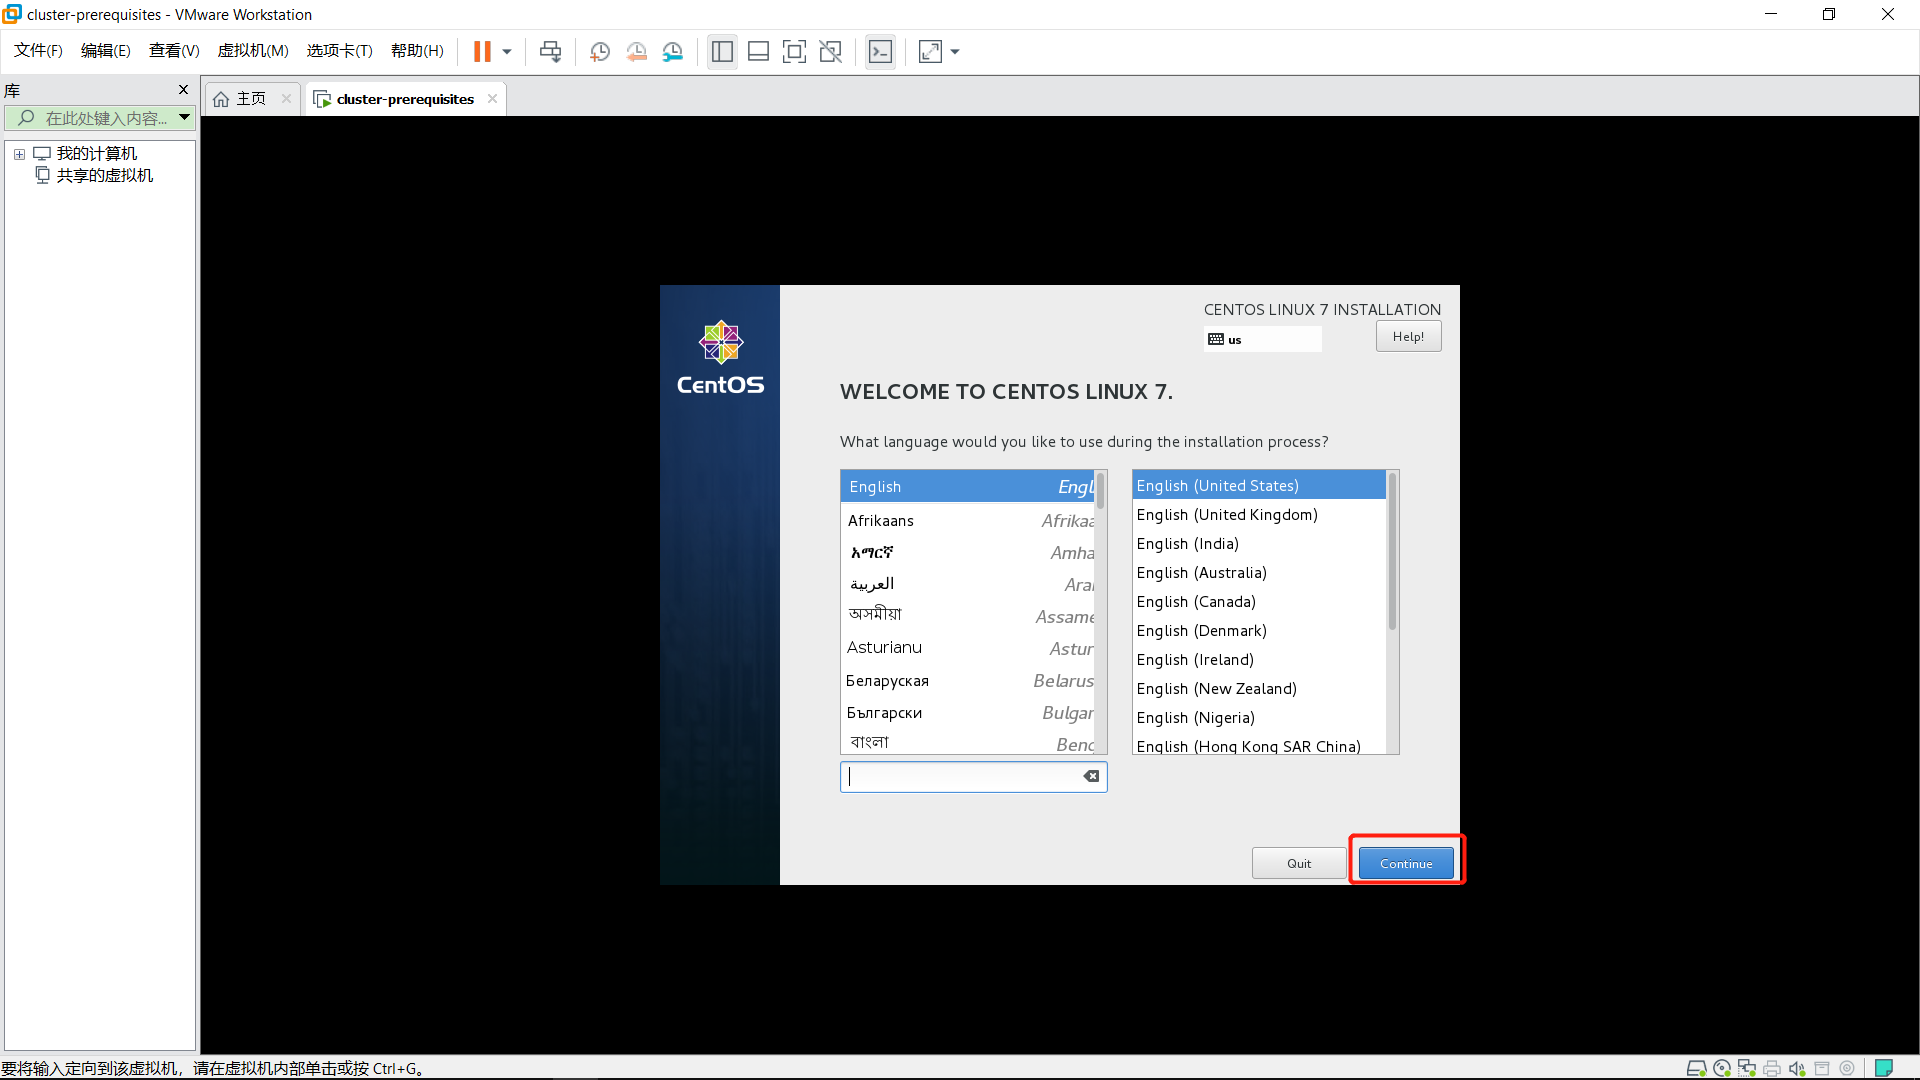 cluster-prerequisites - VMware Workstation
文件(F) 编辑(E) 查看(V) 虚拟机(M) 选项卡(T) 帮助(H)
库
在此处键入内容...
我的计算机
共享的虚拟机
主页
cluster-prerequisites
CentOS
CENTOS LINUX 7 INSTALLATION
us
Help!
WELCOME TO CENTOS LINUX 7.
What language would you like to use during the installation process?
English Engl
Afrikaans Afrikaa
አማርኛ Amha
العربية Ara
অসমীয়া Assame
Asturianu Astur
Беларуская Belarus
Български Bulgar
বাংলা Beng
English (United States)
English (United Kingdom)
English (India)
English (Australia)
English (Canada)
English (Denmark)
English (Ireland)
English (New Zealand)
English (Nigeria)
English (Hong Kong SAR China)
Quit
Continue
要将输入定向到该虚拟机，请在虚拟机内部单击或按 Ctrl+G。